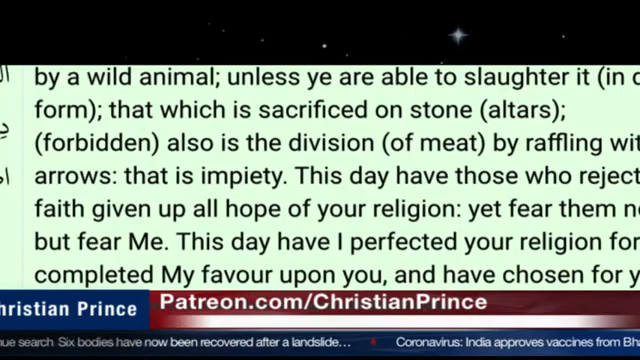 by a wild animal; unless ye are able to slaughter it (in d
form); that which is sacrificed on stone (altars);
(forbidden) also is the division (of meat) by raffling wit
arrows: that is impiety. This day have those who reject
faith given up all hope of your religion: yet fear them n
but fear Me. This day have I perfected your religion for
completed My favour upon you, and have chosen for y
hristian Prince
Patreon.com/ChristianPrince
nue search Six bodies have now been recovered after a landslide… Coronavirus: India approves vaccines from Bh